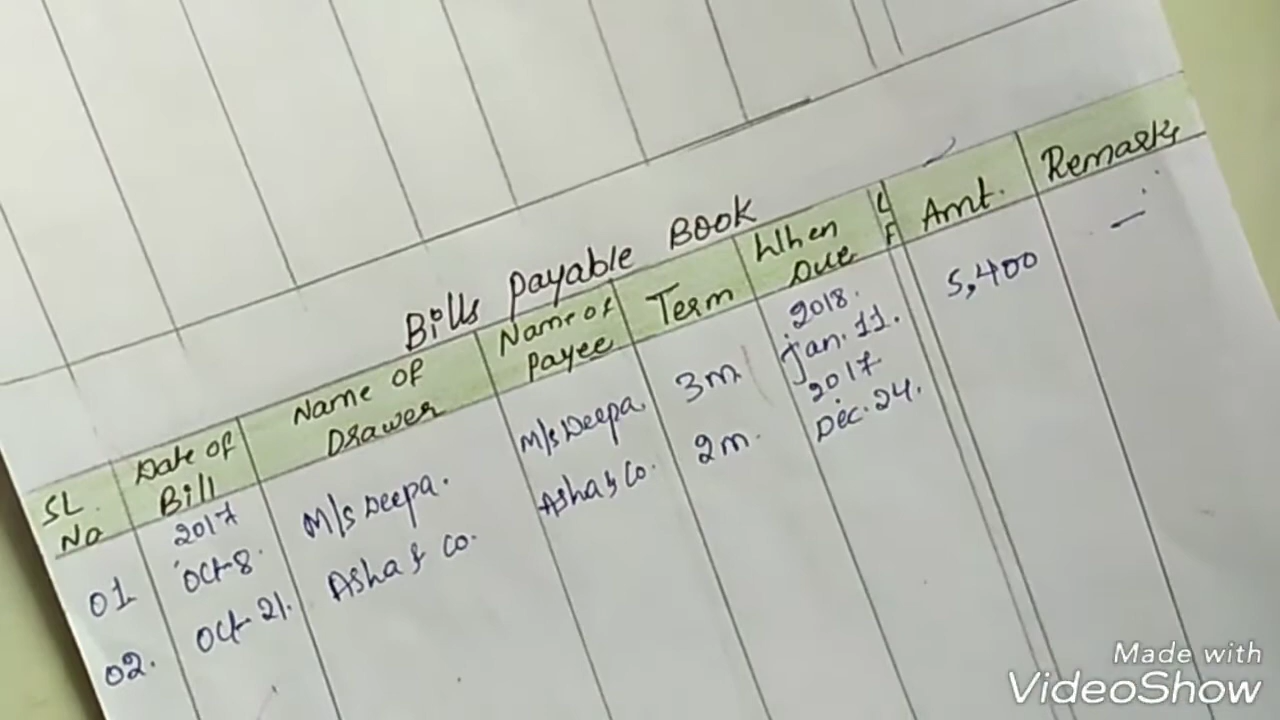 Bills payable BOOK
SL No
Date of Bill
Name of Drawer
Name of Payee
Term
When Due
LF
Amt.
Remarks
01
2017 Oct-8.
M/s Deepa.
M/s Deepa.
3m
2018. Jan. 11.
5,400
—
02.
Oct-21.
Asha & Co.
Asha & Co.
2m.
2017 Dec. 24.
Made with
VideoShow